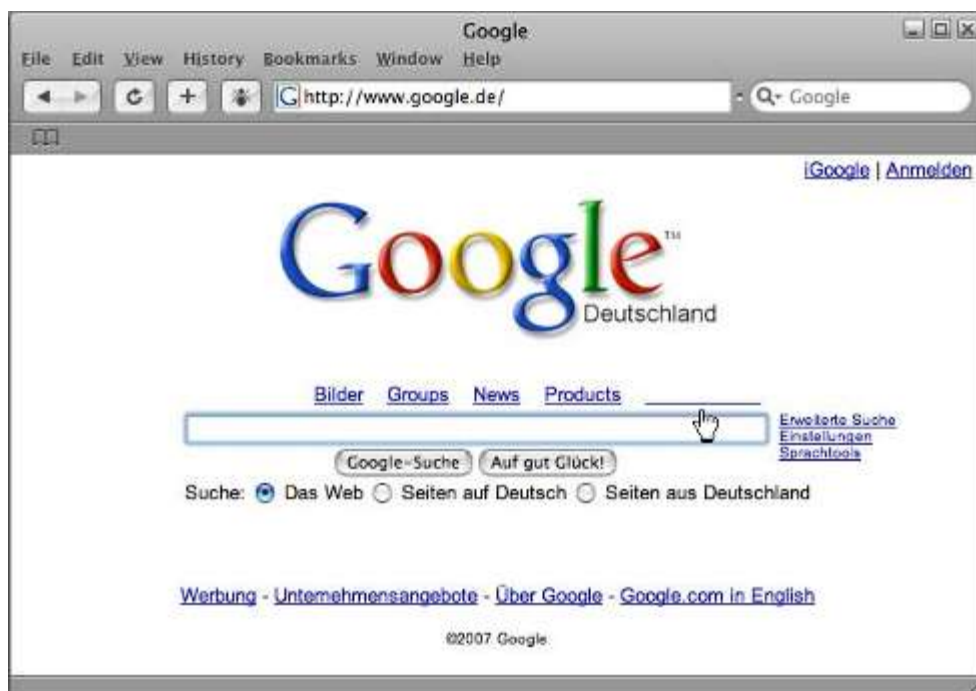 Google
File Edit View History Bookmarks Window Help
G http://www.google.de/ Q Google
iGoogle | Anmelden
Google™
Deutschland
Bilder Groups News Products
Erweiterte Suche
Einstellungen
Sprachtools
Google-Suche Auf gut Glück!
Suche: Das Web Seiten auf Deutsch Seiten aus Deutschland
Werbung - Unternehmensangebote - Über Google - Google.com in English
©2007 Google